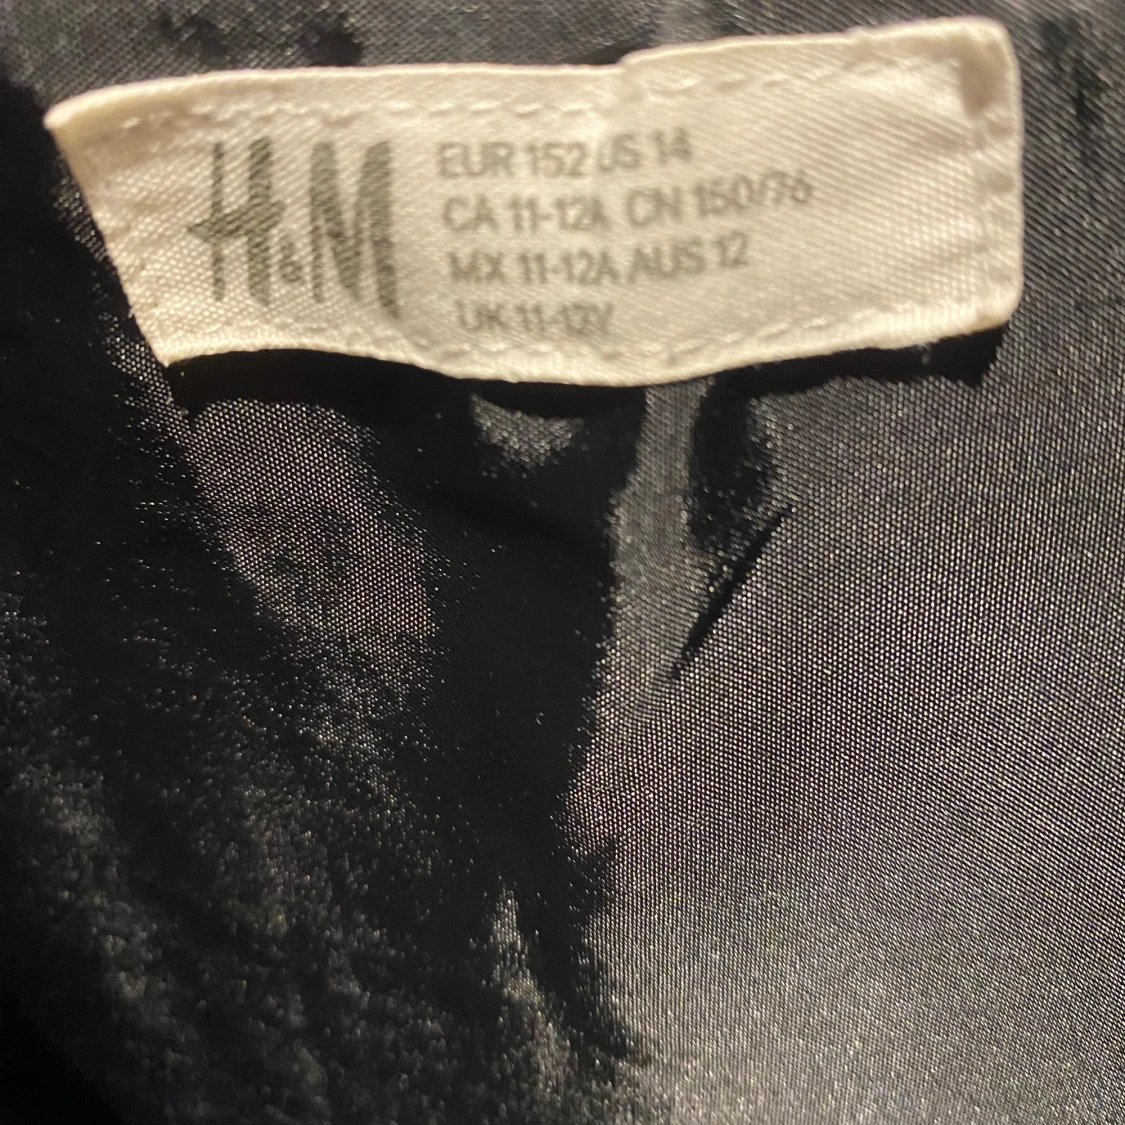 H&M
EUR 152 US 14
CA 11-12A CN 150/76
MX 11-12A AUS 12
UK 11-12Y